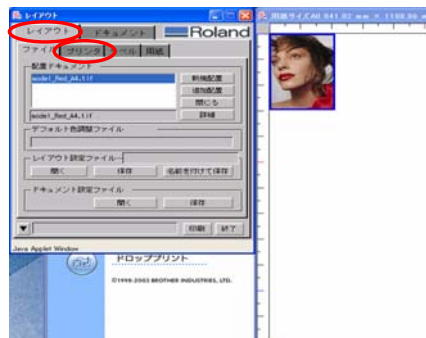 レイアウト
レイアウト ドキュメント Roland
ファイル プリンタ ラベル 用紙
配置ドキュメント
model_Red_A4.tif
新規配置
追加配置
閉じる
model_Red_A4.tif 詳細
デフォルト色調整ファイル
レイアウト設定ファイル
開く 保存 名前を付けて保存
ドキュメント設定ファイル
開く 保存
印刷 終了
Java Applet Window
ドロッププリント
©1998-2003 BROTHER INDUSTRIES, LTD.
用紙サイズA0 841.02 mm × 1188.86 m